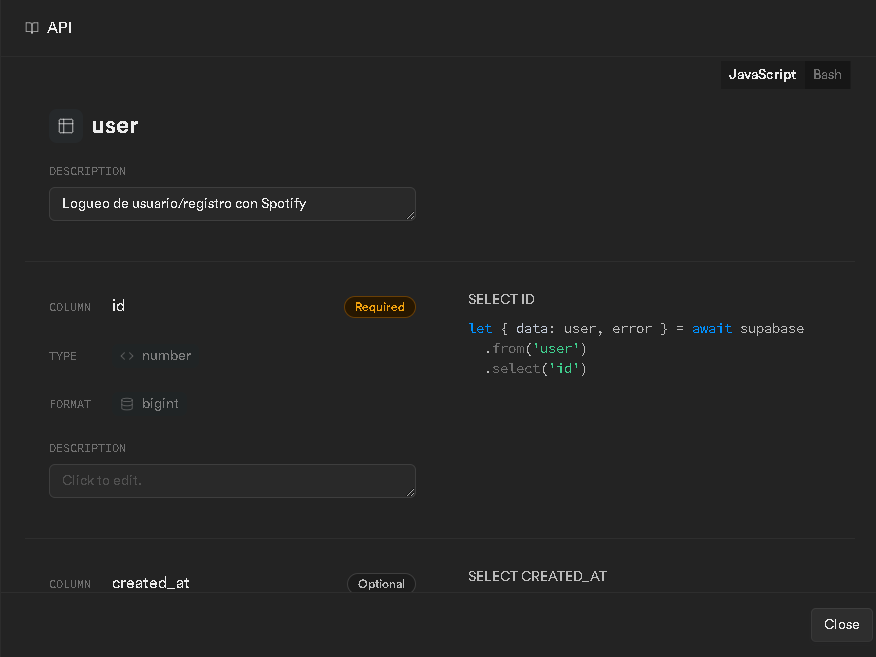 API
JavaScript Bash
user
DESCRIPTION
Logueo de usuario/registro con Spotify
COLUMN id Required
TYPE <> number
FORMAT bigint
DESCRIPTION
Click to edit.
SELECT ID
let { data: user, error } = await supabase
.from('user')
.select('id')
COLUMN created_at Optional
SELECT CREATED_AT
Close